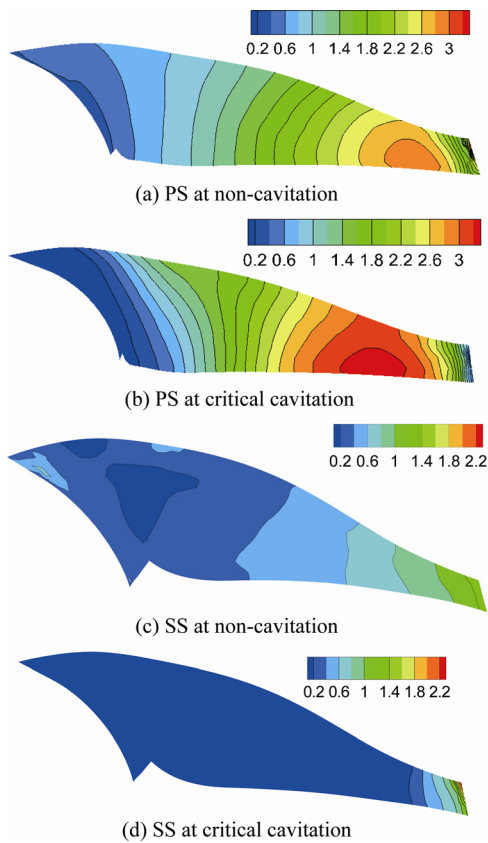 0.2 0.6 1 1.4 1.8 2.2 2.6 3
(a) PS at non-cavitation
0.2 0.6 1 1.4 1.8 2.2 2.6 3
(b) PS at critical cavitation
0.2 0.6 1 1.4 1.8 2.2
(c) SS at non-cavitation
0.2 0.6 1 1.4 1.8 2.2
(d) SS at critical cavitation